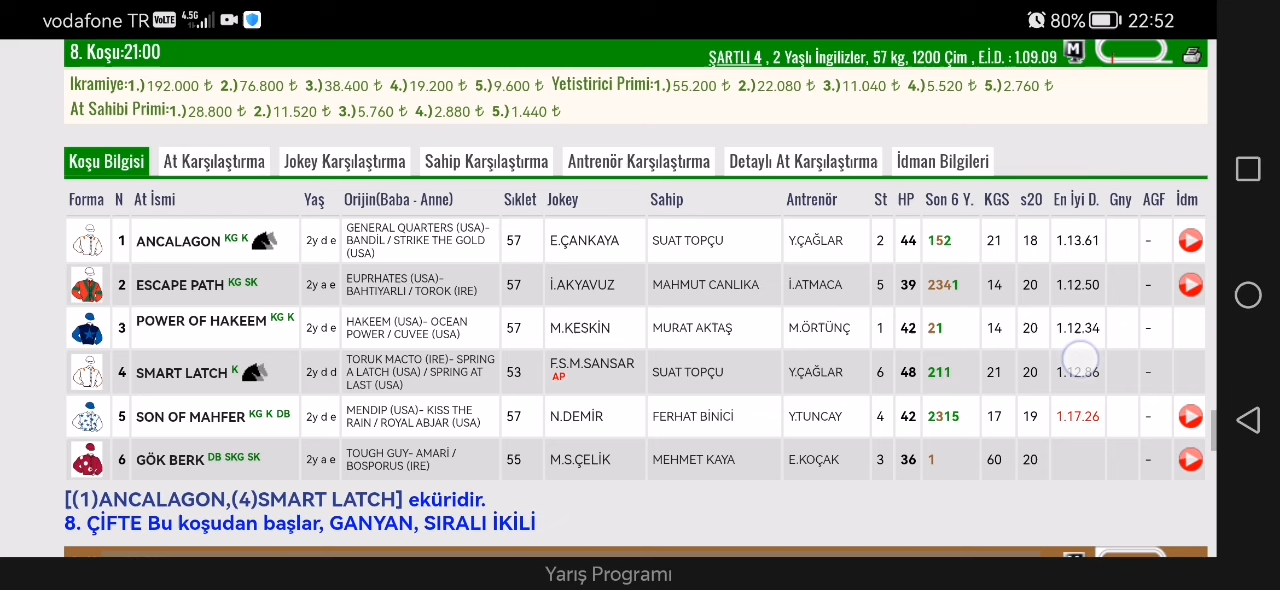 vodafone TR VoLTE 4.5G 80% 22:52
8. Koşu:21:00
ŞARTLI 4 , 2 Yaşlı İngilizler, 57 kg, 1200 Çim , E.İ.D. : 1.09.09 M
Ikramiye:1.)192.000 ₺ 2.)76.800 ₺ 3.)38.400 ₺ 4.)19.200 ₺ 5.)9.600 ₺ Yetistirici Primi:1.)55.200 ₺ 2.)22.080 ₺ 3.)11.040 ₺ 4.)5.520 ₺ 5.)2.760 ₺
At Sahibi Primi:1.)28.800 ₺ 2.)11.520 ₺ 3.)5.760 ₺ 4.)2.880 ₺ 5.)1.440 ₺
Koşu Bilgisi At Karşılaştırma Jokey Karşılaştırma Sahip Karşılaştırma Antrenör Karşılaştırma Detaylı At Karşılaştırma İdman Bilgileri
Forma N At İsmi Yaş Orijin(Baba - Anne) Sıklet Jokey Sahip Antrenör St HP Son 6 Y. KGS s20 En İyi D. Gny AGF İdm
1 ANCALAGON KG K 2y d e GENERAL QUARTERS (USA)- BANDİL / STRIKE THE GOLD (USA) 57 E.ÇANKAYA SUAT TOPÇU Y.ÇAĞLAR 2 44 152 21 18 1.13.61 -
2 ESCAPE PATH KG SK 2y a e EUPRHATES (USA)- BAHTIYARLI / TOROK (IRE) 57 İ.AKYAVUZ MAHMUT CANLIKA İ.ATMACA 5 39 2341 14 20 1.12.50 -
3 POWER OF HAKEEM KG K 2y d e HAKEEM (USA)- OCEAN POWER / CUVEE (USA) 57 M.KESKİN MURAT AKTAŞ M.ÖRTÜNÇ 1 42 21 14 20 1.12.34 -
4 SMART LATCH K 2y d d TORUK MACTO (IRE)- SPRING A LATCH (USA) / SPRING AT LAST (USA) 53 F.S.M.SANSAR AP SUAT TOPÇU Y.ÇAĞLAR 6 48 211 21 20 1.12.86 -
5 SON OF MAHFER KG K DB 2y d e MENDIP (USA)- KISS THE RAIN / ROYAL ABJAR (USA) 57 N.DEMİR FERHAT BİNİCİ Y.TUNCAY 4 42 2315 17 19 1.17.26 -
6 GÖK BERK DB SKG SK 2y a e TOUGH GUY- AMARİ / BOSPORUS (IRE) 55 M.S.ÇELİK MEHMET KAYA E.KOÇAK 3 36 1 60 20 -
[(1)ANCALAGON,(4)SMART LATCH] eküridir.
8. ÇİFTE Bu koşudan başlar, GANYAN, SIRALI İKİLİ
Yarış Programı